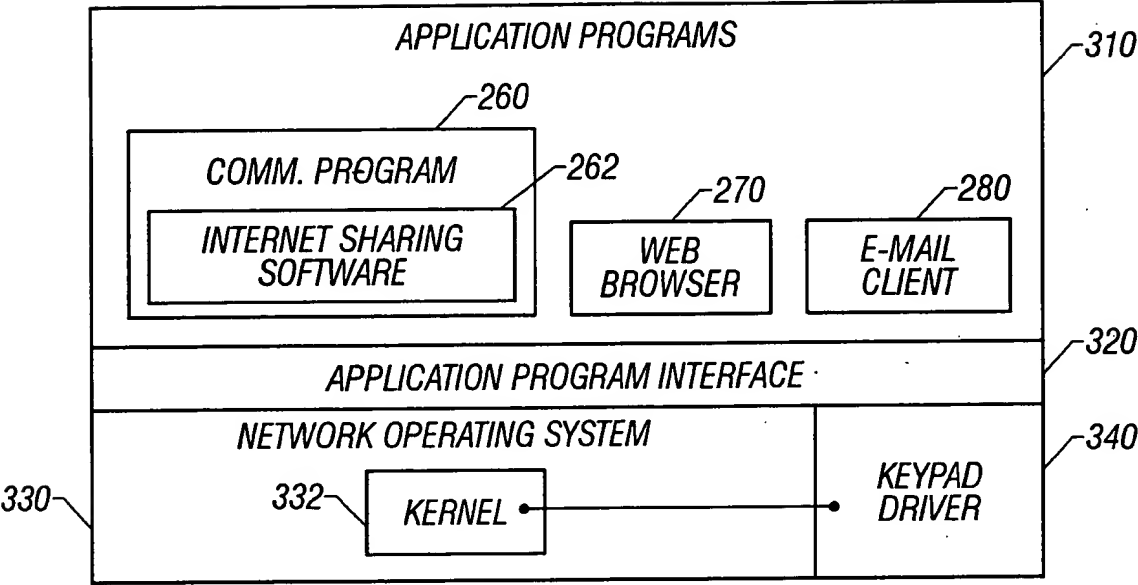 APPLICATION PROGRAMS
310
260
COMM. PROGRAM
262
INTERNET SHARING
SOFTWARE
270
WEB
BROWSER
280
E-MAIL
CLIENT
320
APPLICATION PROGRAM INTERFACE
NETWORK OPERATING SYSTEM
340
KEYPAD
DRIVER
330
332
KERNEL